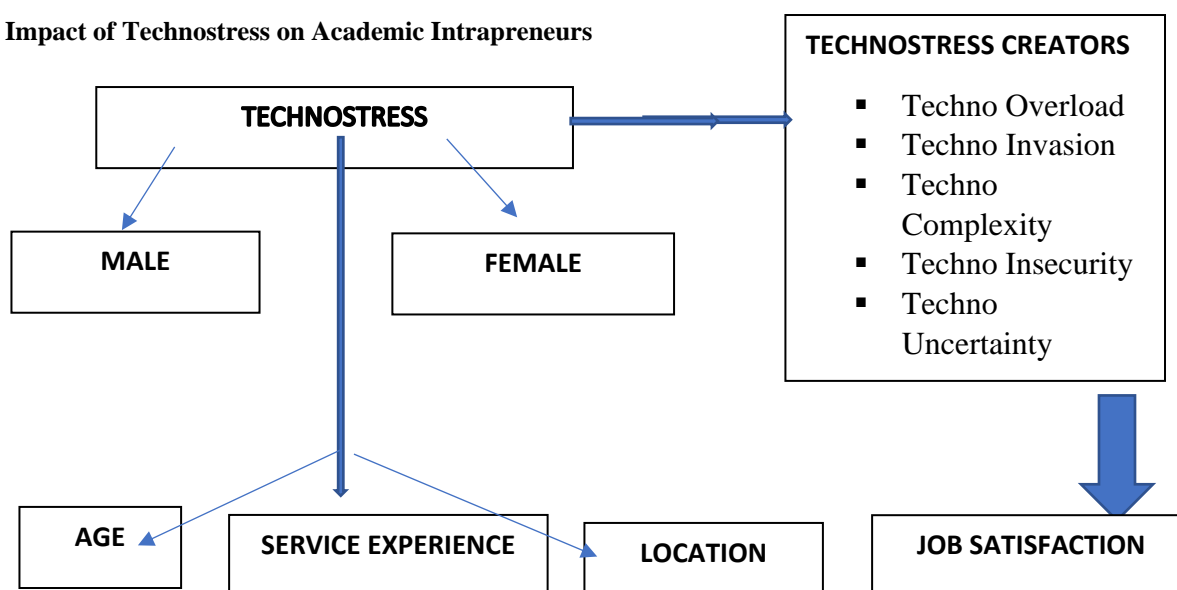 Impact of Technostress on Academic Intrapreneurs
TECHNOSTRESS
MALE
FEMALE
TECHNOSTRESS CREATORS
▪ Techno Overload
▪ Techno Invasion
▪ Techno
Complexity
▪ Techno Insecurity
▪ Techno
Uncertainty
AGE
SERVICE EXPERIENCE
LOCATION
JOB SATISFACTION